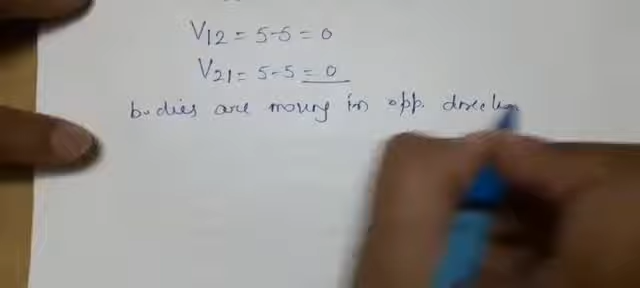 V12 = 5-5 = 0
V21 = 5-5 = 0
bodies are moving in opp. direction